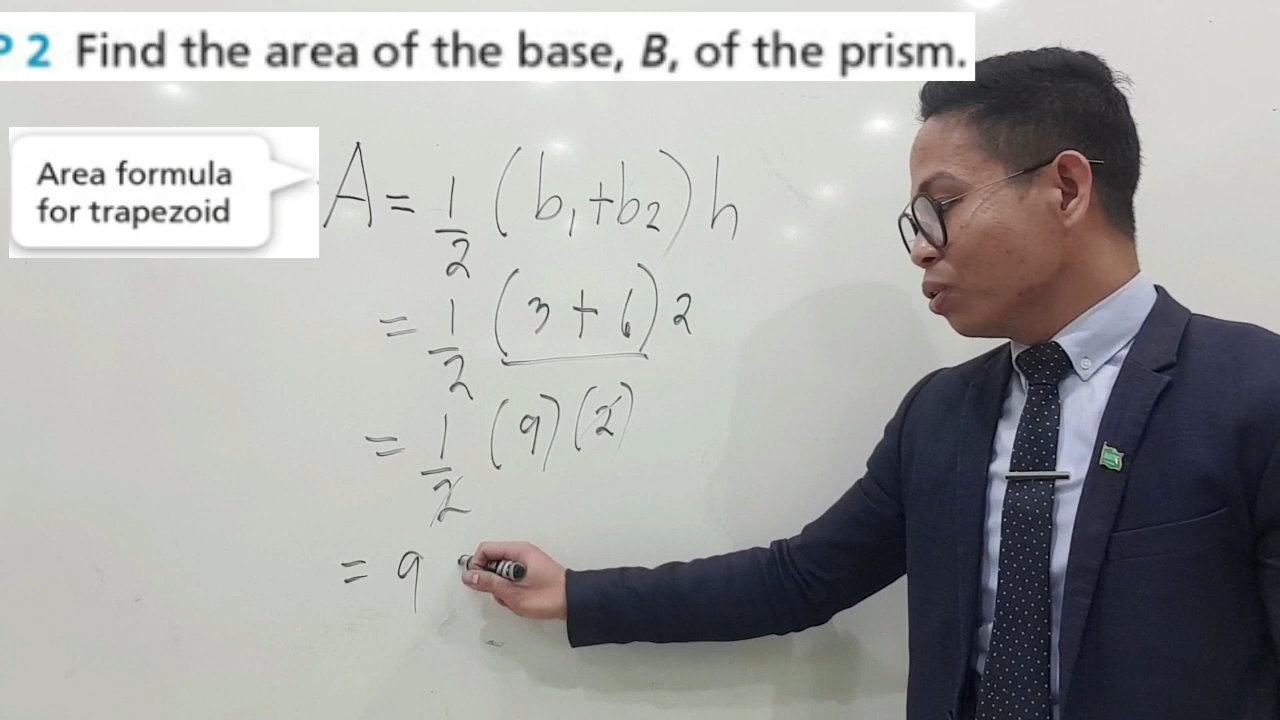 P 2 Find the area of the base, B, of the prism.
Area formula
for trapezoid
A = 1/2 (b₁+b₂)h
= 1/2 (3 + 6)2
= 1/2 (9)(2)
= 9